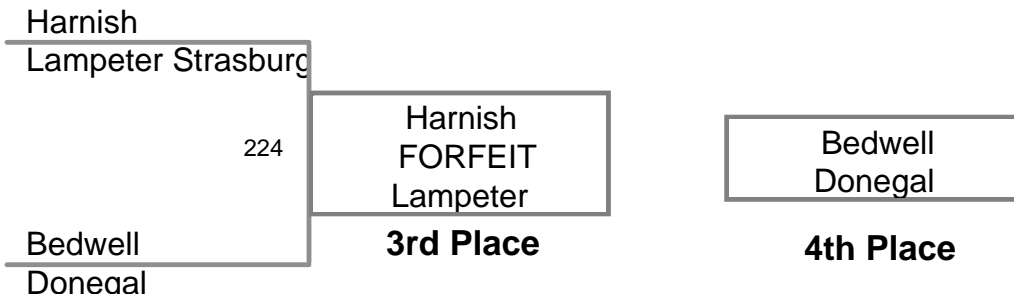 Harnish
Lampeter Strasburg
224
Harnish
FORFEIT
Lampeter
3rd Place
Bedwell
Donegal
4th Place
Bedwell
Donegal